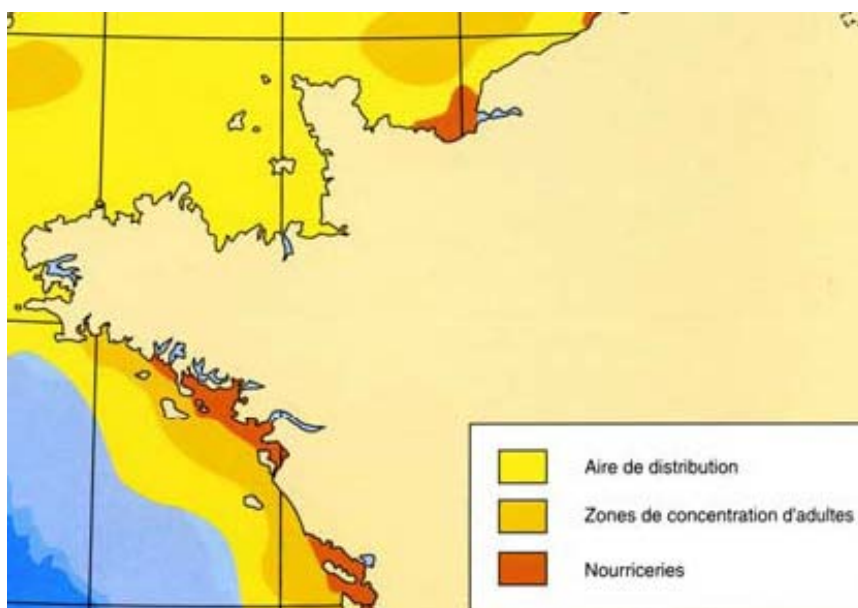 Aire de distribution
Zones de concentration d'adultes
Nourriceries